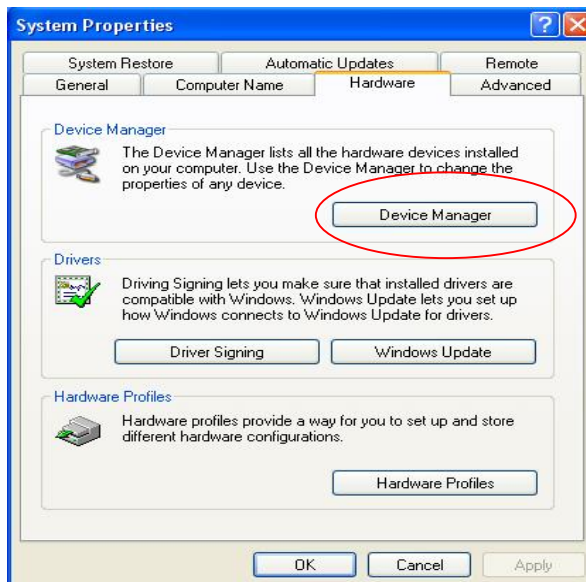 System Properties
System Restore Automatic Updates Remote
General Computer Name Hardware Advanced
Device Manager
The Device Manager lists all the hardware devices installed
on your computer. Use the Device Manager to change the
properties of any device.
Device Manager
Drivers
Driving Signing lets you make sure that installed drivers are
compatible with Windows. Windows Update lets you set up
how Windows connects to Windows Update for drivers.
Driver Signing Windows Update
Hardware Profiles
Hardware profiles provide a way for you to set up and store
different hardware configurations.
Hardware Profiles
OK Cancel Apply